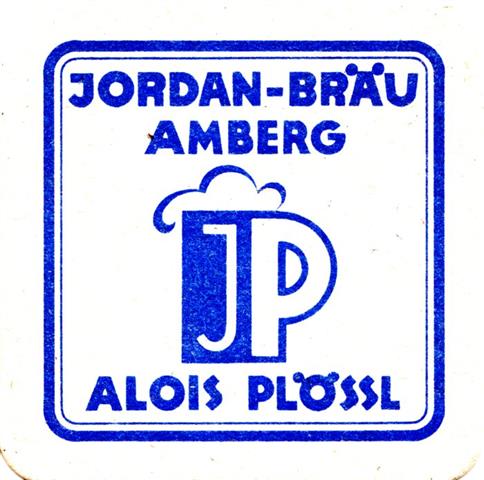 JORDAN-BRÄU
AMBERG
JP
ALOIS PLÖSSL